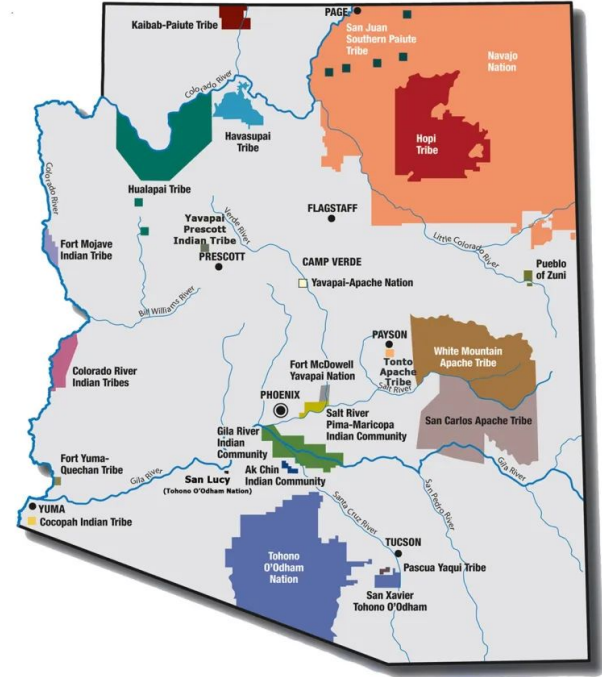 PAGE
Kaibab-Paiute Tribe
San Juan
Southern Paiute
Tribe
Navajo
Nation
Colorado River
Havasupai
Tribe
Hopi
Tribe
Colorado River
Hualapai Tribe
Yavapai
Prescott
Indian Tribe
Verde River
FLAGSTAFF
Little Colorado River
Fort Mojave
Indian Tribe
PRESCOTT
CAMP VERDE
Pueblo
of Zuni
Yavapai-Apache Nation
Bill Williams River
PAYSON
Tonto
Apache
Tribe
White Mountain
Apache Tribe
Colorado River
Indian Tribes
Fort McDowell
Yavapai Nation
Salt River
PHOENIX
Salt River
Pima-Maricopa
Indian Community
San Carlos Apache Tribe
Gila River
Indian
Community
Fort Yuma-
Quechan Tribe
Gila River
San Lucy
(Tohono O'Odham Nation)
Ak Chin
Indian Community
Gila River
YUMA
Cocopah Indian Tribe
Santa Cruz River
San Pedro River
TUCSON
Tohono
O'Odham
Nation
Pascua Yaqui Tribe
San Xavier
Tohono O'Odham